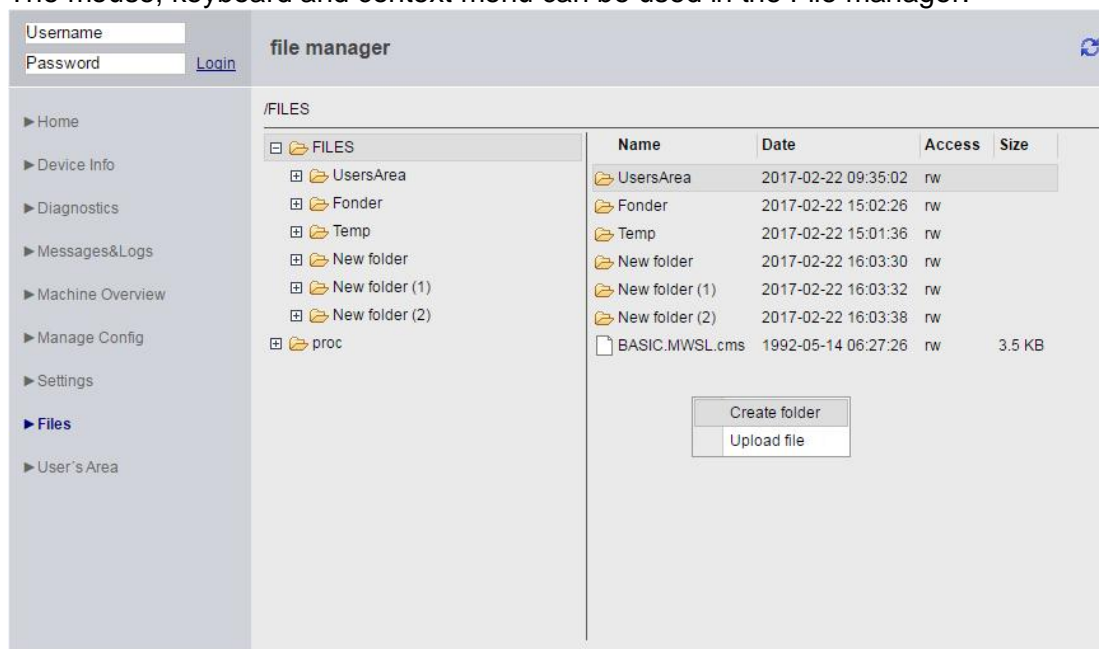 The mouse, keyboard and context menu can be used in the File manager:
Username
Password Login
file manager
►Home
►Device Info
►Diagnostics
►Messages&Logs
►Machine Overview
►Manage Config
►Settings
►Files
►User´s Area
/FILES
FILES
UsersArea
Fonder
Temp
New folder
New folder (1)
New folder (2)
proc
Name Date Access Size
UsersArea 2017-02-22 09:35:02 rw
Fonder 2017-02-22 15:02:26 rw
Temp 2017-02-22 15:01:36 rw
New folder 2017-02-22 16:03:30 rw
New folder (1) 2017-02-22 16:03:32 rw
New folder (2) 2017-02-22 16:03:38 rw
BASIC.MWSL.cms 1992-05-14 06:27:26 rw 3.5 KB
Create folder
Upload file